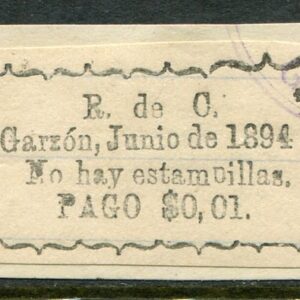 R. de C.
Garzón, Junio de 1894
No hay estampillas.
PAGO $0,01.